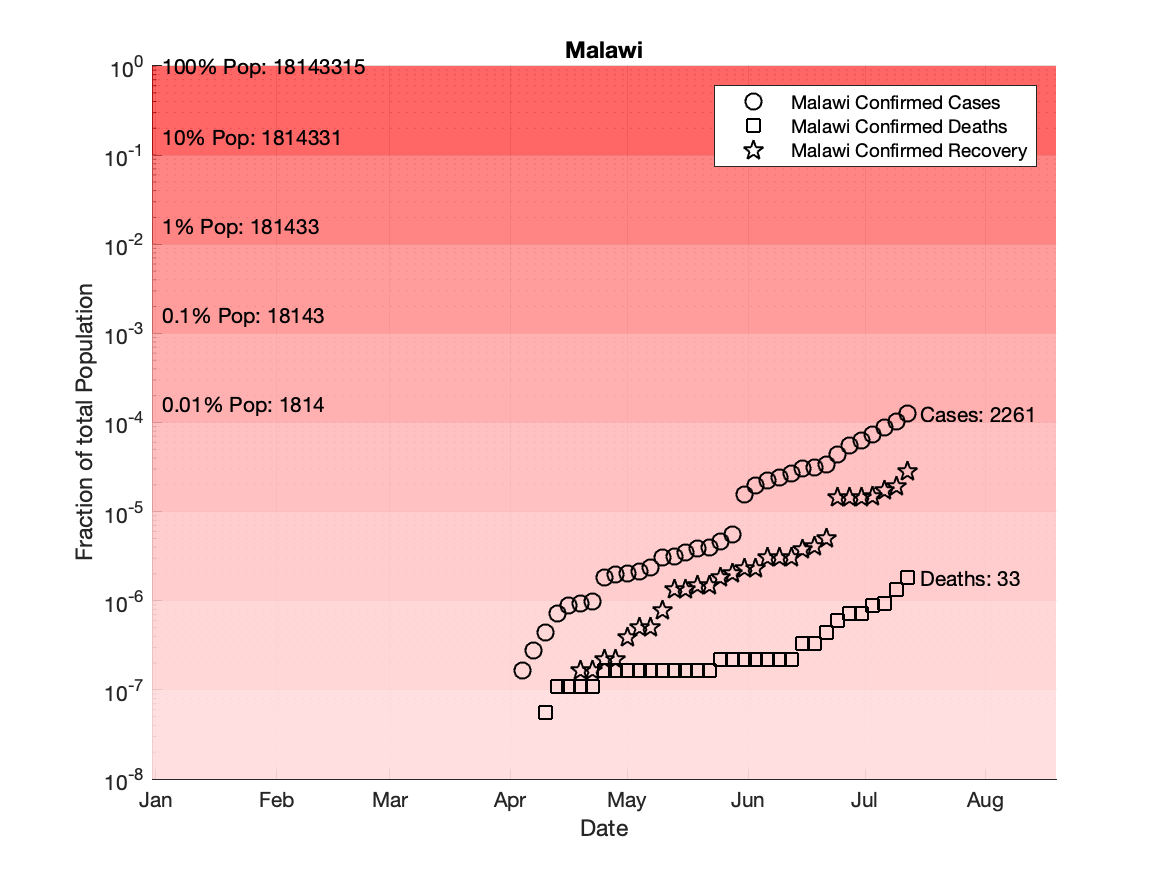 Malawi
10^0
100% Pop: 18143315
Malawi Confirmed Cases
Malawi Confirmed Deaths
Malawi Confirmed Recovery
10% Pop: 1814331
10^-1
1% Pop: 181433
10^-2
0.1% Pop: 18143
10^-3
0.01% Pop: 1814
10^-4
Cases: 2261
10^-5
Deaths: 33
10^-6
10^-7
10^-8
Fraction of total Population
Jan Feb Mar Apr May Jun Jul Aug
Date